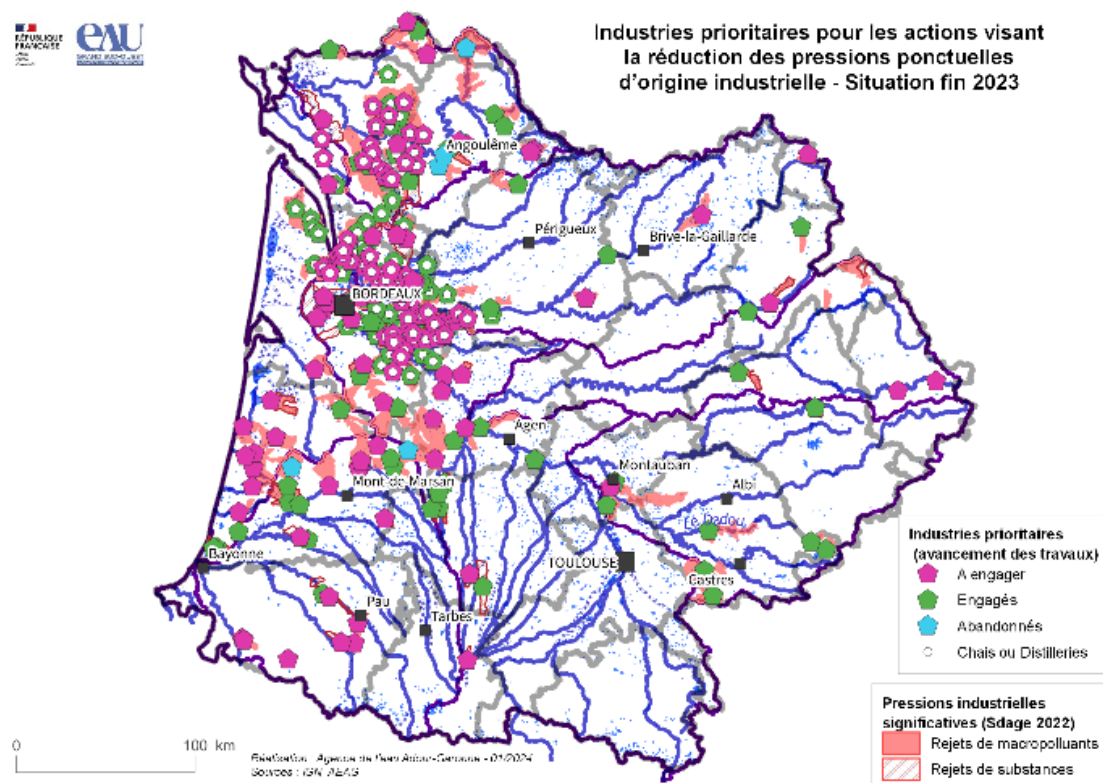 RÉPUBLIQUE
FRANÇAISE
eau
GRAND SUD-OUEST
Industries prioritaires pour les actions visant
la réduction des pressions ponctuelles
d'origine industrielle - Situation fin 2023
Angoulême
Périgueux
Brive-la-Gaillarde
BORDEAUX
Agen
Montauban
Mont-de-Marsan
Albi
Le Dadou
Bayonne
TOULOUSE
Castres
Pau
Tarbes
Industries prioritaires
(avancement des travaux)
A engager
Engagés
Abandonnés
Chais ou Distilleries
Pressions industrielles
significatives (Sdage 2022)
Rejets de macropolluants
Rejets de substances
0 100 km
Réalisation : Agence de l'eau Adour-Garonne - 01/2024
Sources : IGN, AEAG